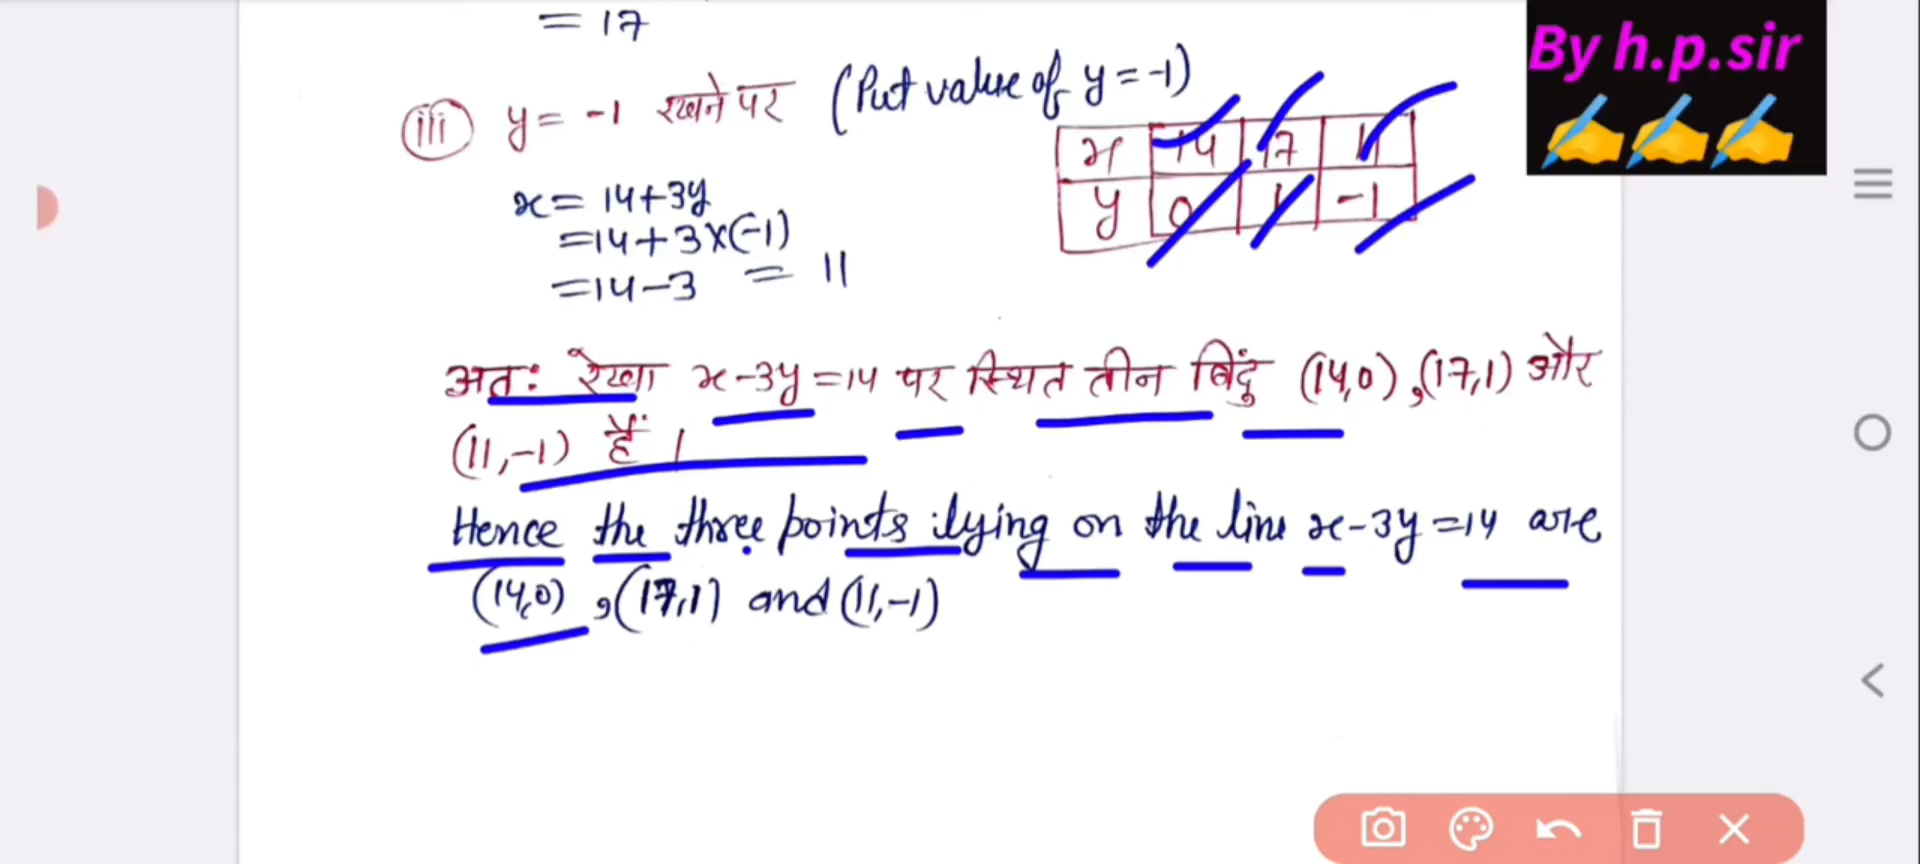 = 17
By h.p.sir
(iii) y = -1 रखने पर (Put value of y = -1)
x 14 17 11
y 0 1 -1
x = 14+3y
=14+3×(-1)
=14-3 = 11
अतः रेखा x-3y=14 पर स्थित तीन बिंदु (14,0),(17,1) और
(11,-1) हैं ।
Hence the three points lying on the line x-3y=14 are
(14,0),(17,1) and (11,-1)